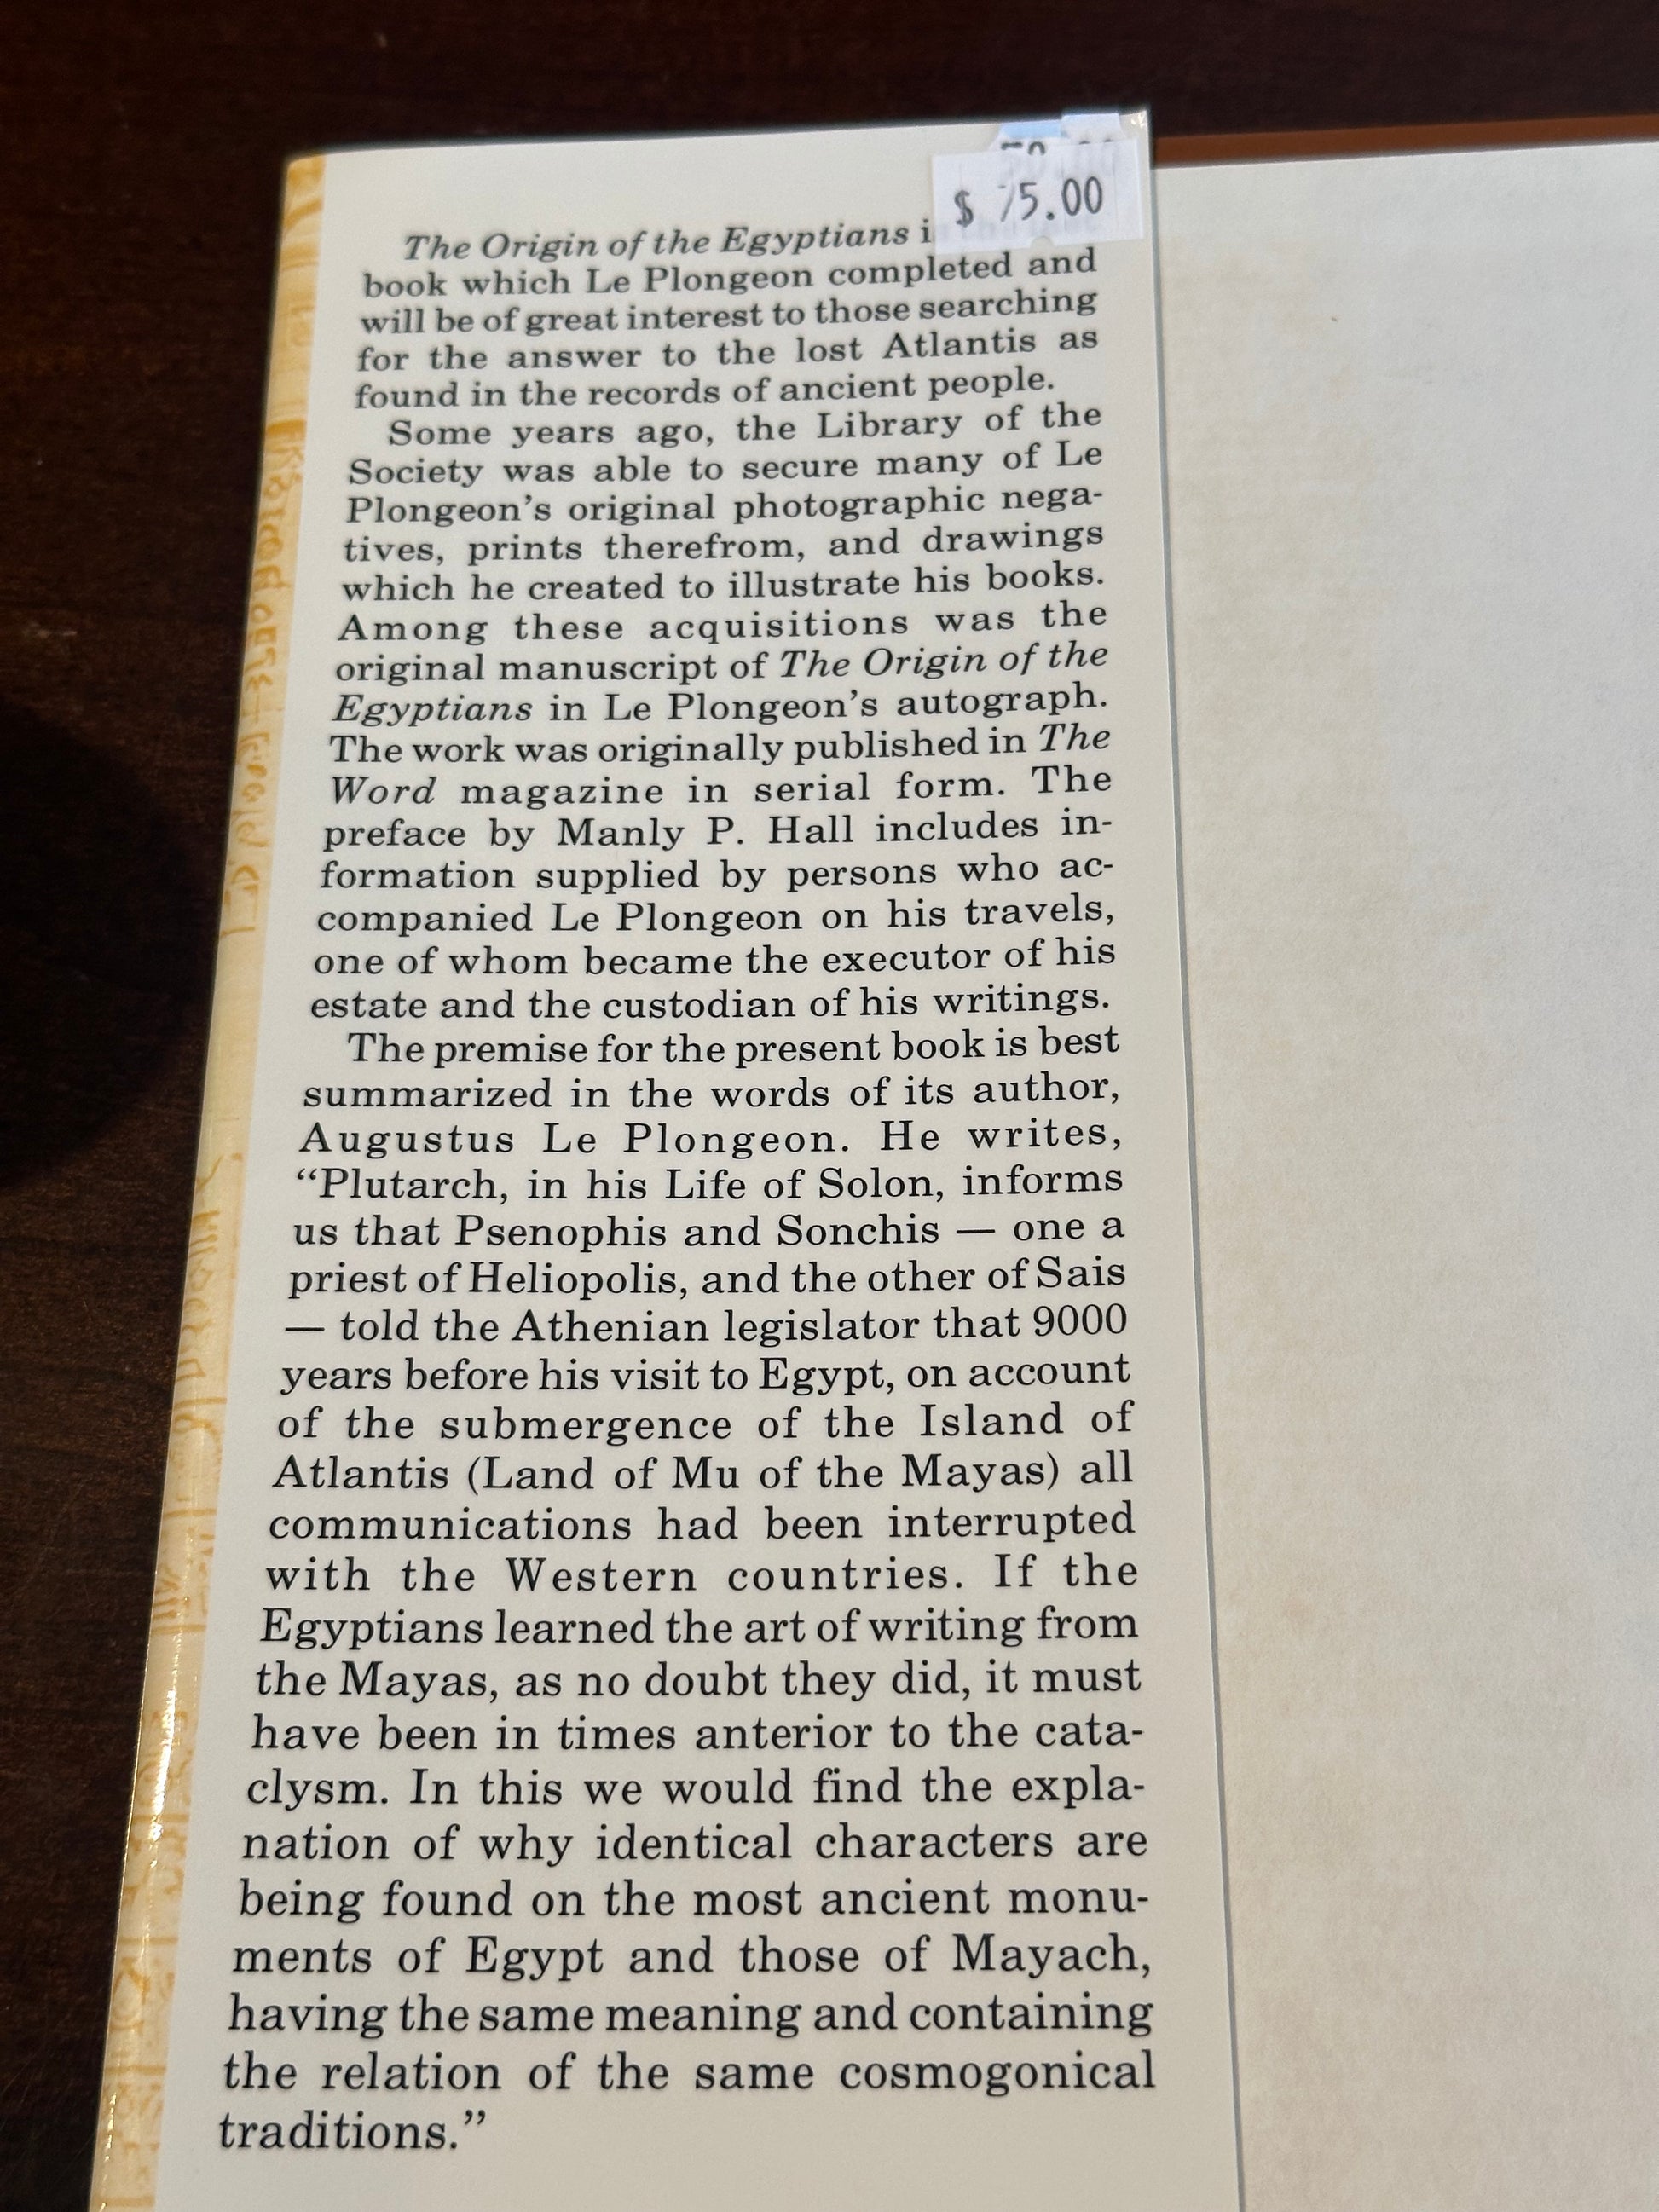 $ 75.00
The Origin of the Egyptians
book which Le Plongeon completed and
will be of great interest to those searching
for the answer to the lost Atlantis as
found in the records of ancient people.
Some years ago, the Library of the
Society was able to secure many of Le
Plongeon's original photographic nega-
tives, prints therefrom, and drawings
which he created to illustrate his books.
Among these acquisitions was the
original manuscript of The Origin of the
Egyptians in Le Plongeon's autograph.
The work was originally published in The
Word magazine in serial form. The
preface by Manly P. Hall includes in-
formation supplied by persons who ac-
companied Le Plongeon on his travels,
one of whom became the executor of his
estate and the custodian of his writings.
The premise for the present book is best
summarized in the words of its author,
Augustus Le Plongeon. He writes,
“Plutarch, in his Life of Solon, informs
us that Psenophis and Sonchis — one a
priest of Heliopolis, and the other of Sais
— told the Athenian legislator that 9000
years before his visit to Egypt, on account
of the submergence of the Island of
Atlantis (Land of Mu of the Mayas) all
communications had been interrupted
with the Western countries. If the
Egyptians learned the art of writing from
the Mayas, as no doubt they did, it must
have been in times anterior to the cata-
clysm. In this we would find the expla-
nation of why identical characters are
being found on the most ancient monu-
ments of Egypt and those of Mayach,
having the same meaning and containing
the relation of the same cosmogonical
traditions.”